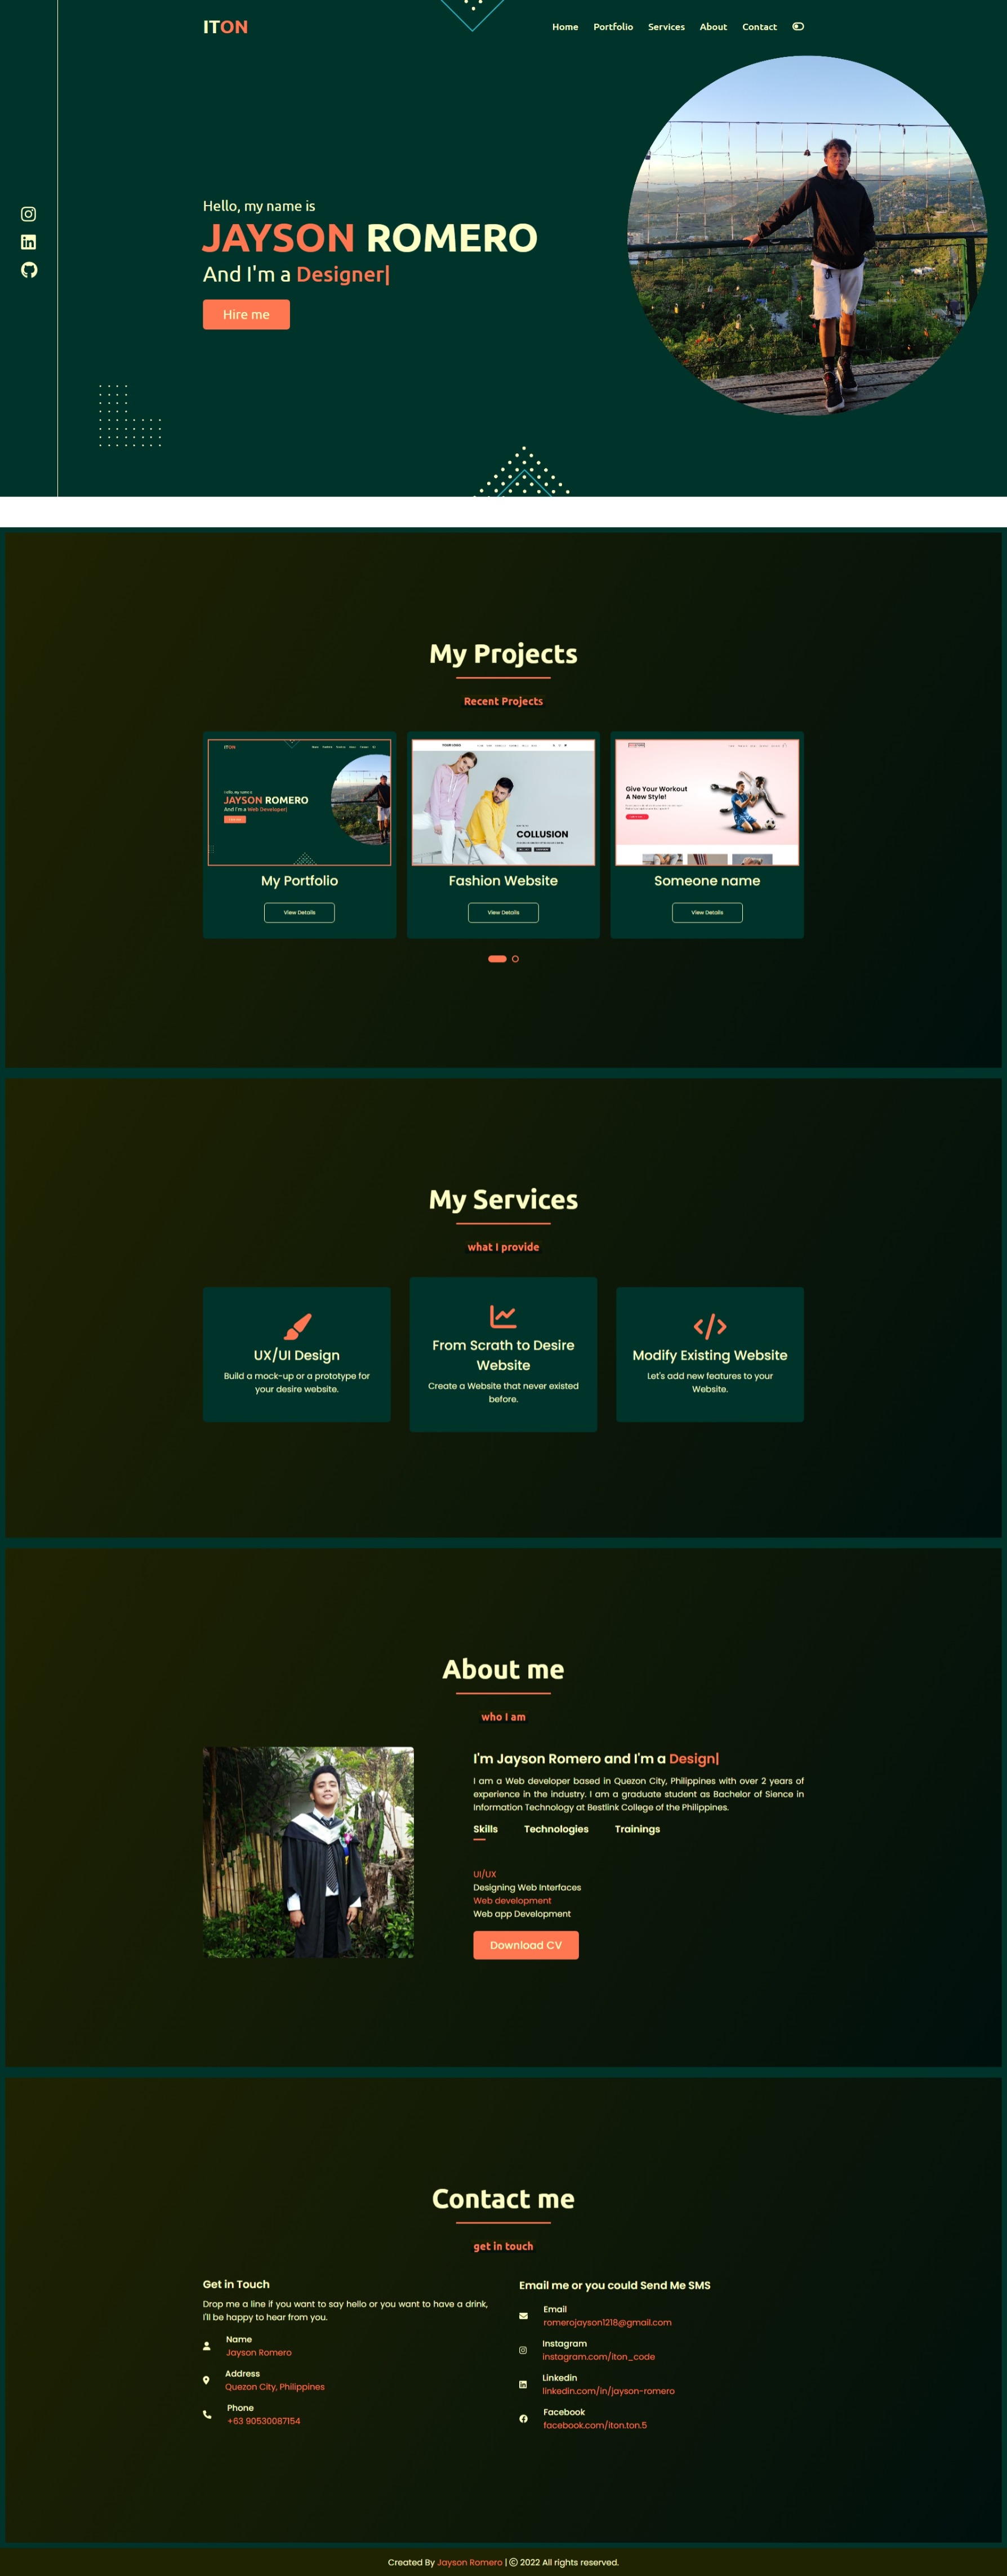 ITON
Home Portfolio Services About Contact
Hello, my name is
JAYSON ROMERO
And I'm a Designer|
Hire me
My Projects
Recent Projects
ITON
Hello, my name is
JAYSON ROMERO
And I'm a Web Developer|
COLLUSION
Give Your Workout
A New Style!
My Portfolio
Fashion Website
Someone name
View Details
View Details
View Details
My Services
what I provide
UX/UI Design
Build a mock-up or a prototype for
your desire website.
From Scrath to Desire
Website
Create a Website that never existed
before.
Modify Existing Website
Let's add new features to your
Website.
About me
who I am
I'm Jayson Romero and I'm a Design|
I am a Web developer based in Quezon City, Philippines with over 2 years of
experience in the industry. I am a graduate student as Bachelor of Sience in
Information Technology at Bestlink College of the Philippines.
Skills Technologies Trainings
UI/UX
Designing Web Interfaces
Web development
Web app Development
Download CV
Contact me
get in touch
Get in Touch
Drop me a line if you want to say hello or you want to have a drink,
I'll be happy to hear from you.
Name
Jayson Romero
Address
Quezon City, Philippines
Phone
+63 90530087154
Email me or you could Send Me SMS
Email
romerojayson1218@gmail.com
Instagram
instagram.com/iton_code
Linkedin
linkedin.com/in/jayson-romero
Facebook
facebook.com/iton.ton.5
Created By Jayson Romero | © 2022 All rights reserved.